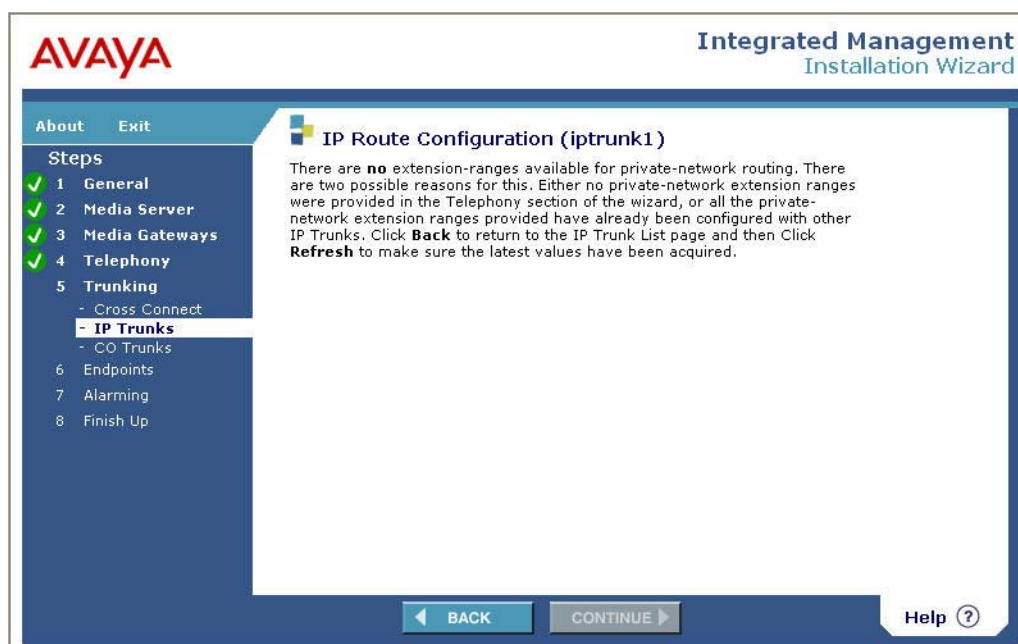 AVAYA
Integrated Management
Installation Wizard
About Exit
Steps
1 General
2 Media Server
3 Media Gateways
4 Telephony
5 Trunking
- Cross Connect
- IP Trunks
- CO Trunks
6 Endpoints
7 Alarming
8 Finish Up
IP Route Configuration (iptrunk1)
There are no extension-ranges available for private-network routing. There
are two possible reasons for this. Either no private-network extension ranges
were provided in the Telephony section of the wizard, or all the private-
network extension ranges provided have already been configured with other
IP Trunks. Click Back to return to the IP Trunk List page and then Click
Refresh to make sure the latest values have been acquired.
BACK
CONTINUE
Help ?